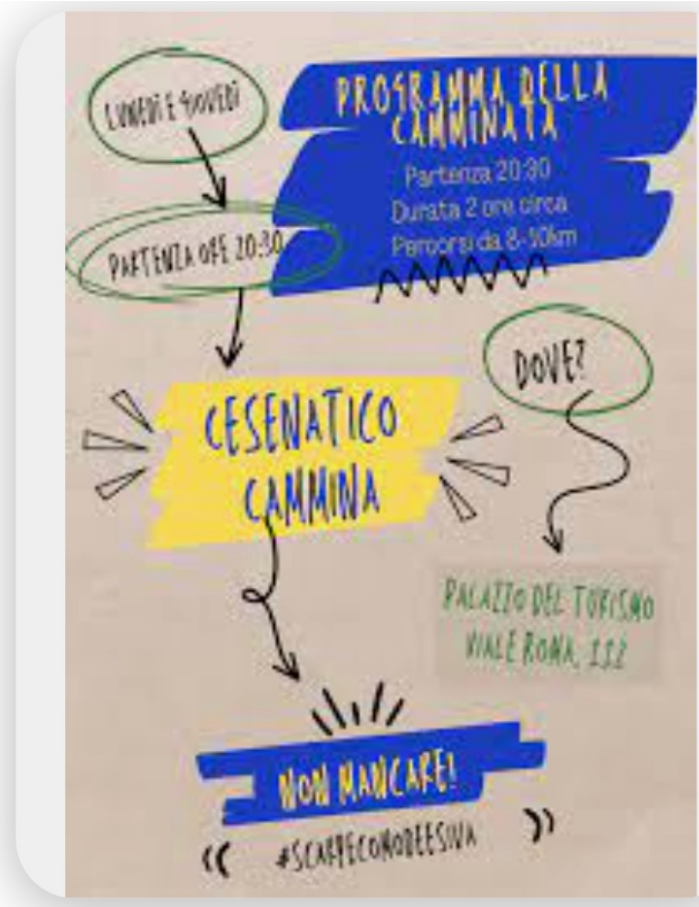 LUNEDÌ E GIOVEDÌ
PROGRAMMA DELLA
CAMMINATA
Partenza 20:30
Durata 2 ore circa
Percorsi da 8-10km
PARTENZA ORE 20:30
DOVE?
CESENATICO
CAMMINA
PALAZZO DEL TURISMO
VIALE ROMA, 112
NON MANCARE!
#SCARPECOMODEESIVA